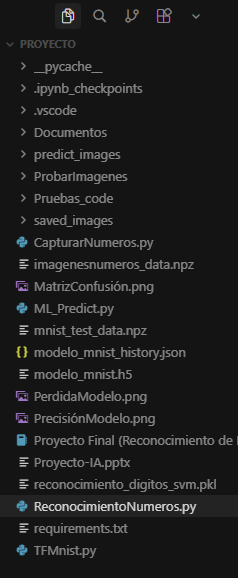 PROYECTO
__pycache__
.ipynb_checkpoints
.vscode
Documentos
predict_images
ProbarImagenes
Pruebas_code
saved_images
CapturarNumeros.py
imagenesnumeros_data.npz
MatrizConfusión.png
ML_Predict.py
mnist_test_data.npz
modelo_mnist_history.json
modelo_mnist.h5
PerdidaModelo.png
PrecisiónModelo.png
Proyecto Final (Reconocimiento de
Proyecto-IA.pptx
reconocimiento_digitos_svm.pkl
ReconocimientoNumeros.py
requirements.txt
TFMnist.py